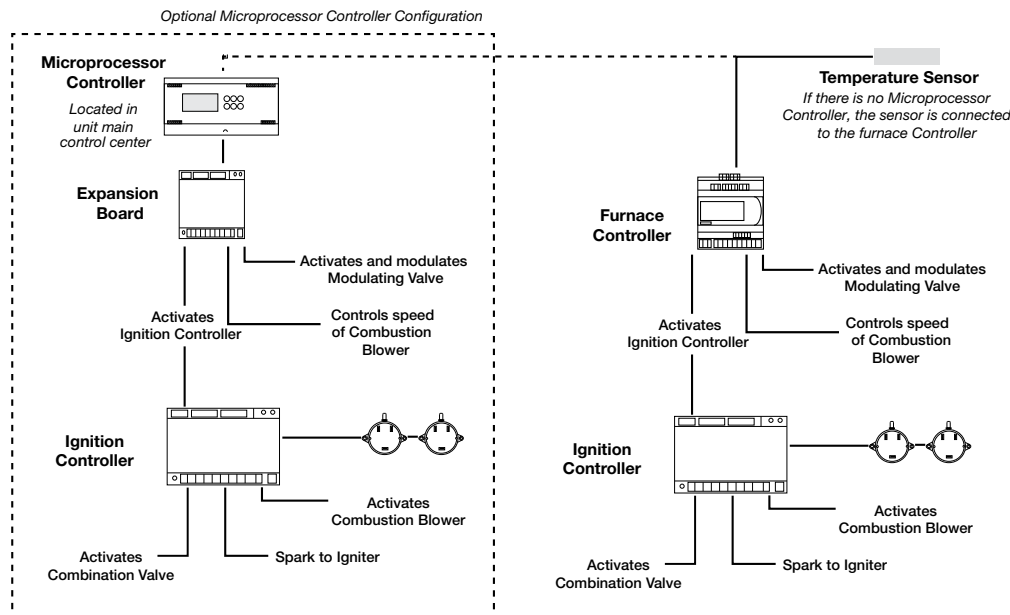 Optional Microprocessor Controller Configuration
Microprocessor
Controller
Located in
unit main
control center
Expansion
Board
Activates and modulates
Modulating Valve
Activates
Ignition Controller
Controls speed
of Combustion
Blower
Ignition
Controller
Activates
Combustion Blower
Activates
Combination Valve
Spark to Igniter
Temperature Sensor
If there is no Microprocessor
Controller, the sensor is connected
to the furnace Controller
Furnace
Controller
Activates and modulates
Modulating Valve
Activates
Ignition Controller
Controls speed
of Combustion
Blower
Ignition
Controller
Activates
Combustion Blower
Activates
Combination Valve
Spark to Igniter